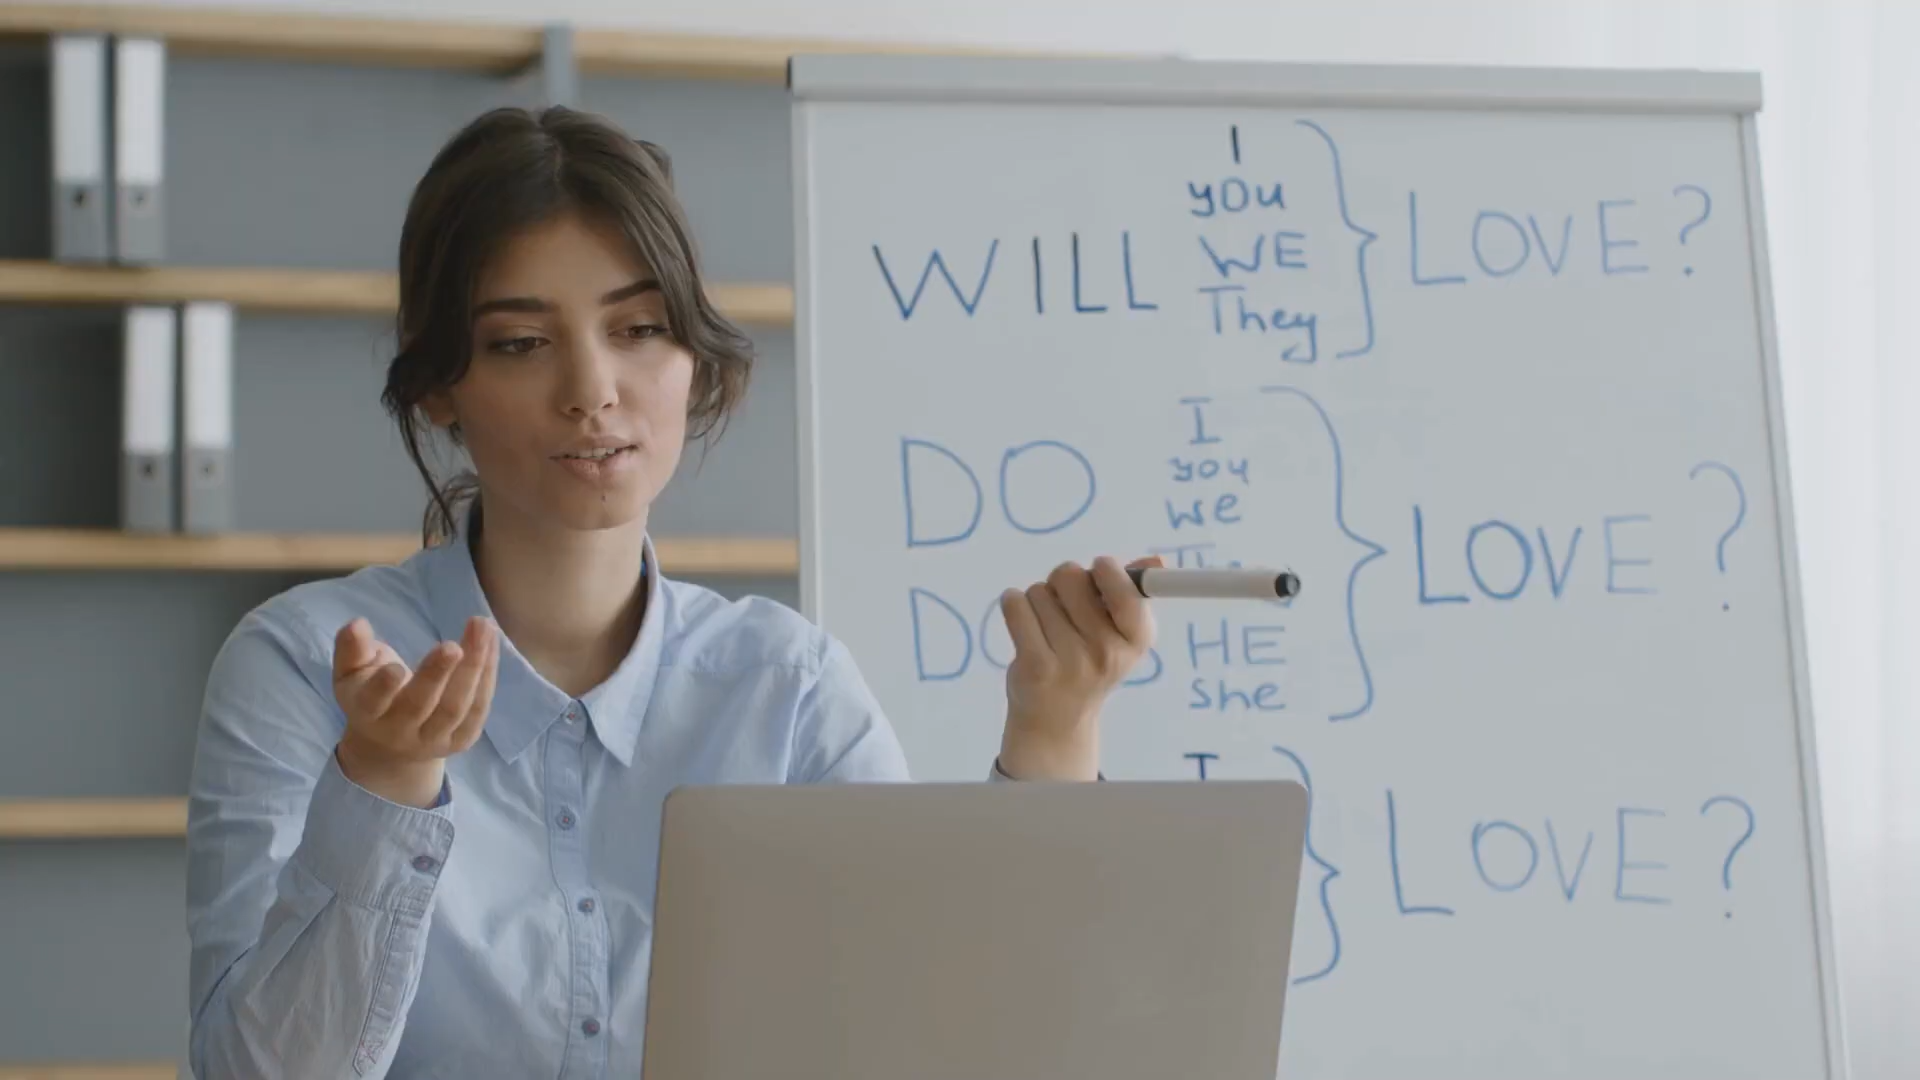 I
you
WILL WE LOVE?
They
I
you
DO we LOVE?
HE
she
I
LOVE?